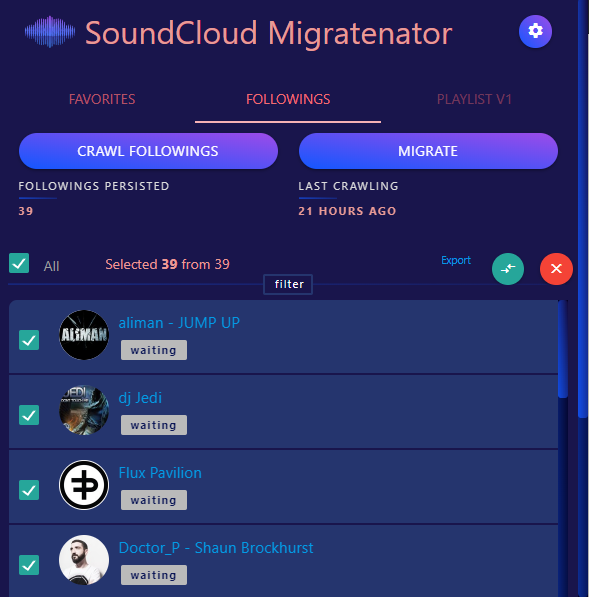 SoundCloud Migratenator
FAVORITES FOLLOWINGS PLAYLIST V1
CRAWL FOLLOWINGS MIGRATE
FOLLOWINGS PERSISTED LAST CRAWLING
39 21 HOURS AGO
All Selected 39 from 39 Export
filter
ALIMAN
aliman - JUMP UP
waiting
JEDI
dj Jedi
waiting
Flux Pavilion
waiting
Doctor_P - Shaun Brockhurst
waiting